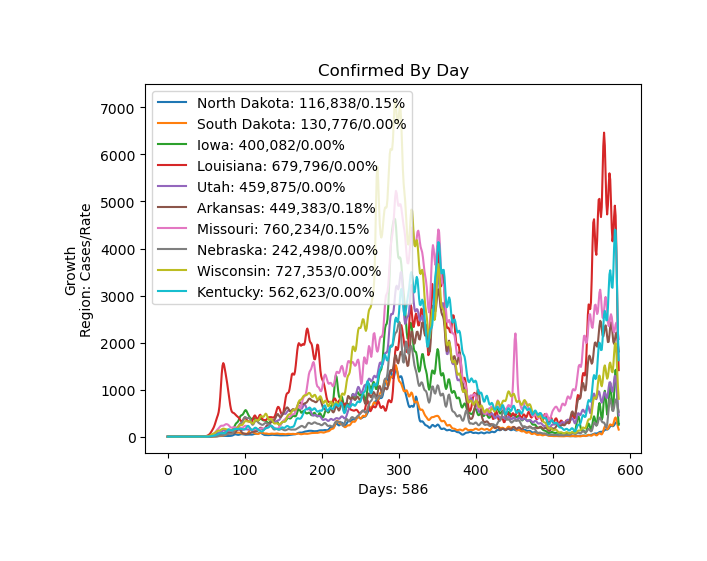 Confirmed By Day
7000
6000
5000
4000
3000
2000
1000
0
Growth
Region: Cases/Rate
North Dakota: 116,838/0.15%
South Dakota: 130,776/0.00%
Iowa: 400,082/0.00%
Louisiana: 679,796/0.00%
Utah: 459,875/0.00%
Arkansas: 449,383/0.18%
Missouri: 760,234/0.15%
Nebraska: 242,498/0.00%
Wisconsin: 727,353/0.00%
Kentucky: 562,623/0.00%
0 100 200 300 400 500 600
Days: 586